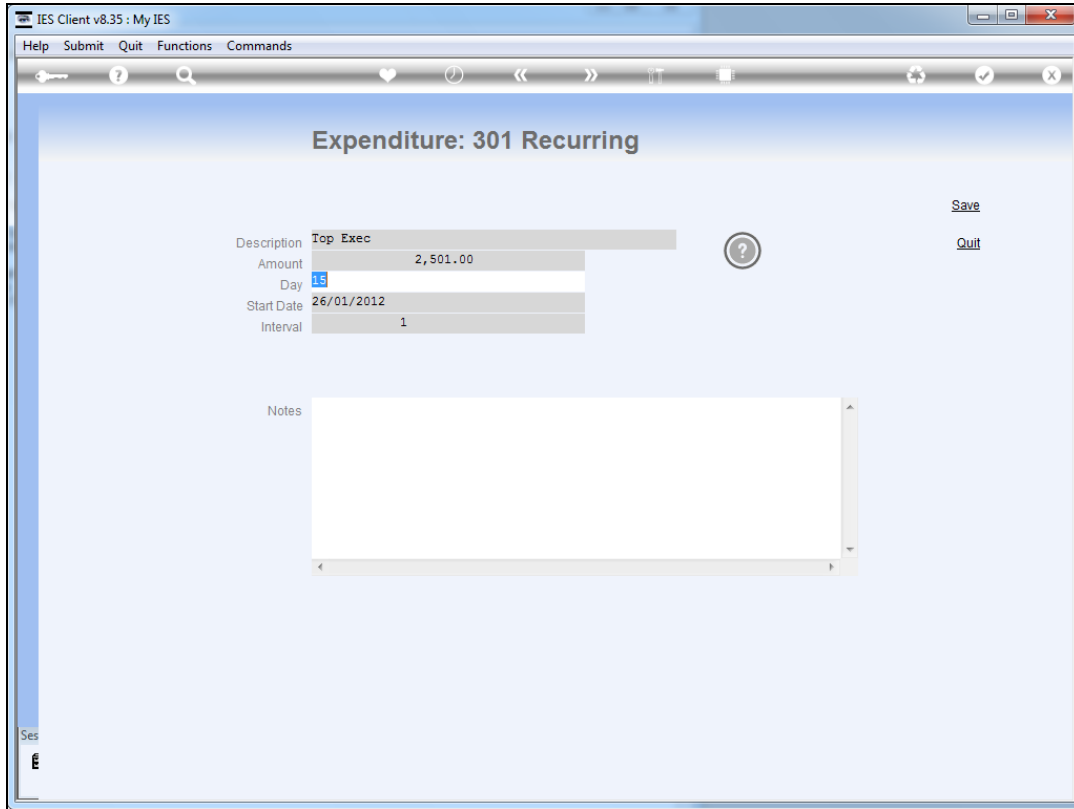 IES Client v8.35 : My IES
Help Submit Quit Functions Commands
Expenditure: 301 Recurring
Save
Description Top Exec
Quit
Amount 2,501.00
Day 15
Start Date 26/01/2012
Interval 1
Notes
Ses